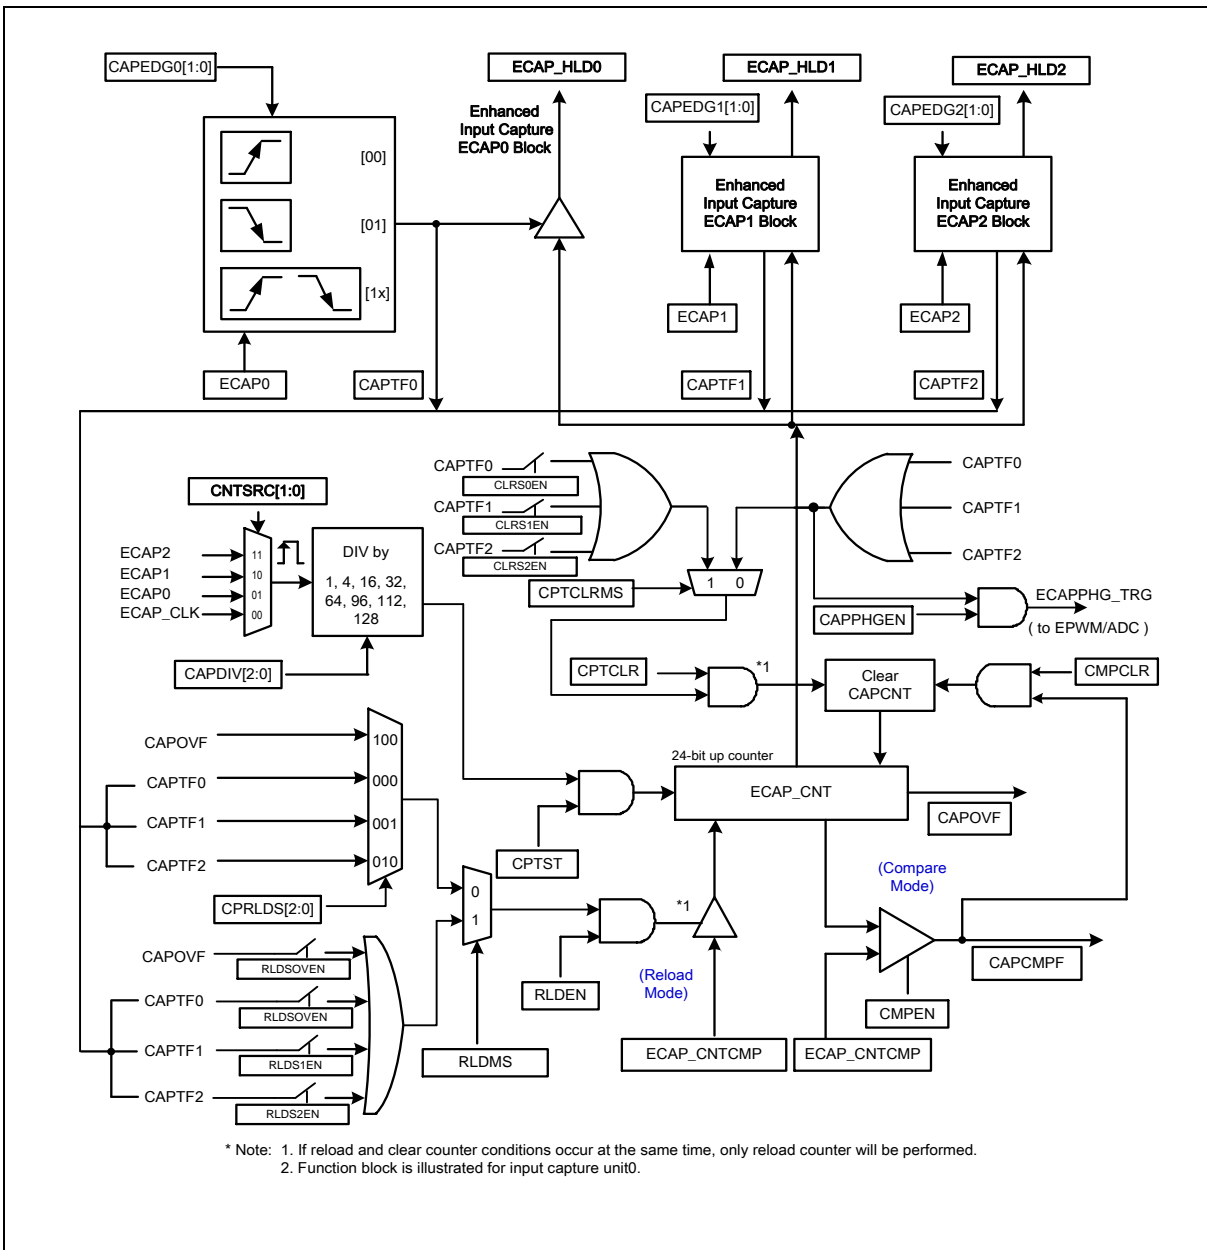 CAPEDG0[1:0]
ECAP_HLD0
ECAP_HLD1
ECAP_HLD2
Enhanced
Input Capture
ECAP0 Block
CAPEDG1[1:0]
CAPEDG2[1:0]
[00]
[01]
[1x]
Enhanced
Input Capture
ECAP1 Block
Enhanced
Input Capture
ECAP2 Block
ECAP1
ECAP2
ECAP0
CAPTF0
CAPTF1
CAPTF2
CAPTF0
CLRS0EN
CAPTF1
CLRS1EN
CAPTF2
CLRS2EN
CAPTF0
CAPTF1
CAPTF2
CNTSRC[1:0]
ECAP2
ECAP1
ECAP0
ECAP_CLK
11
10
01
00
DIV by
1, 4, 16, 32,
64, 96, 112,
128
CAPDIV[2:0]
CPTCLRMS
1 0
CAPPHGEN
ECAPPHG_TRG
( to EPWM/ADC )
CPTCLR
*1
Clear
CAPCNT
CMPCLR
CAPOVF
CAPTF0
CAPTF1
CAPTF2
100
000
001
010
CPRLDS[2:0]
24-bit up counter
ECAP_CNT
CAPOVF
CPTST
0
1
*1
(Compare
Mode)
CAPCMPF
CMPEN
ECAP_CNTCMP
(Reload
Mode)
RLDEN
RLDMS
ECAP_CNTCMP
CAPOVF
RLDSOVEN
CAPTF0
RLDSOVEN
CAPTF1
RLDS1EN
CAPTF2
RLDS2EN
* Note: 1. If reload and clear counter conditions occur at the same time, only reload counter will be performed.
2. Function block is illustrated for input capture unit0.